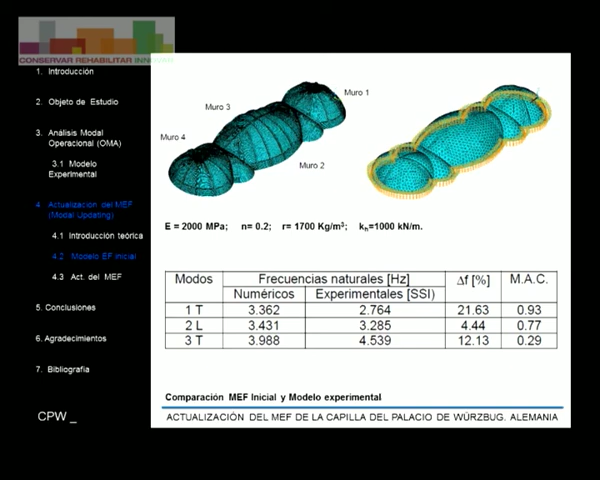 CONSERVAR REHABILITAR INNOVAR
1. Introducción
2. Objeto de Estudio
3. Análisis Modal
Operacional (OMA)
3.1 Modelo
Experimental
4. Actualización del MEF
(Modal Updating)
4.1 Introducción teórica
4.2 Modelo EF inicial
4.3 Act. del MEF
5. Conclusiones
6. Agradecimientos
7. Bibliografía
CPW _
Muro 1
Muro 3
Muro 4
Muro 2
E = 2000 MPa; n= 0.2; r= 1700 Kg/m³; kh=1000 kN/m.
Modos Frecuencias naturales [Hz] Δf [%] M.A.C.
Numéricos Experimentales [SSI]
1 T 3.362 2.764 21.63 0.93
2 L 3.431 3.285 4.44 0.77
3 T 3.988 4.539 12.13 0.29
Comparación MEF Inicial y Modelo experimental
ACTUALIZACIÓN DEL MEF DE LA CAPILLA DEL PALACIO DE WÜRZBUG. ALEMANIA